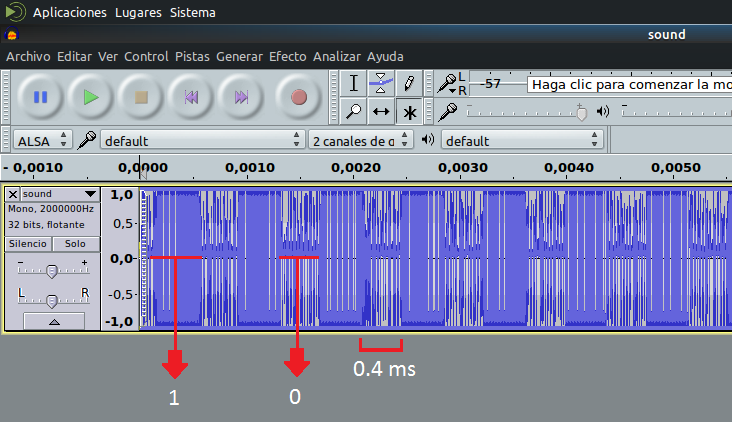 Aplicaciones Lugares Sistema
sound
Archivo Editar Ver Control Pistas Generar Efecto Analizar Ayuda
L
R
-57
Haga clic para comenzar la mo
ALSA default 2 canales de g default
- 0,0010 0,0000 0,0010 0,0020 0,0030 0,0040 0,0050
X sound
Mono, 2000000Hz
32 bits, flotante
Silencio Solo
- +
L R
1,0
0,5-
0,0-
-0,5-
-1,0
0.4 ms
1 0